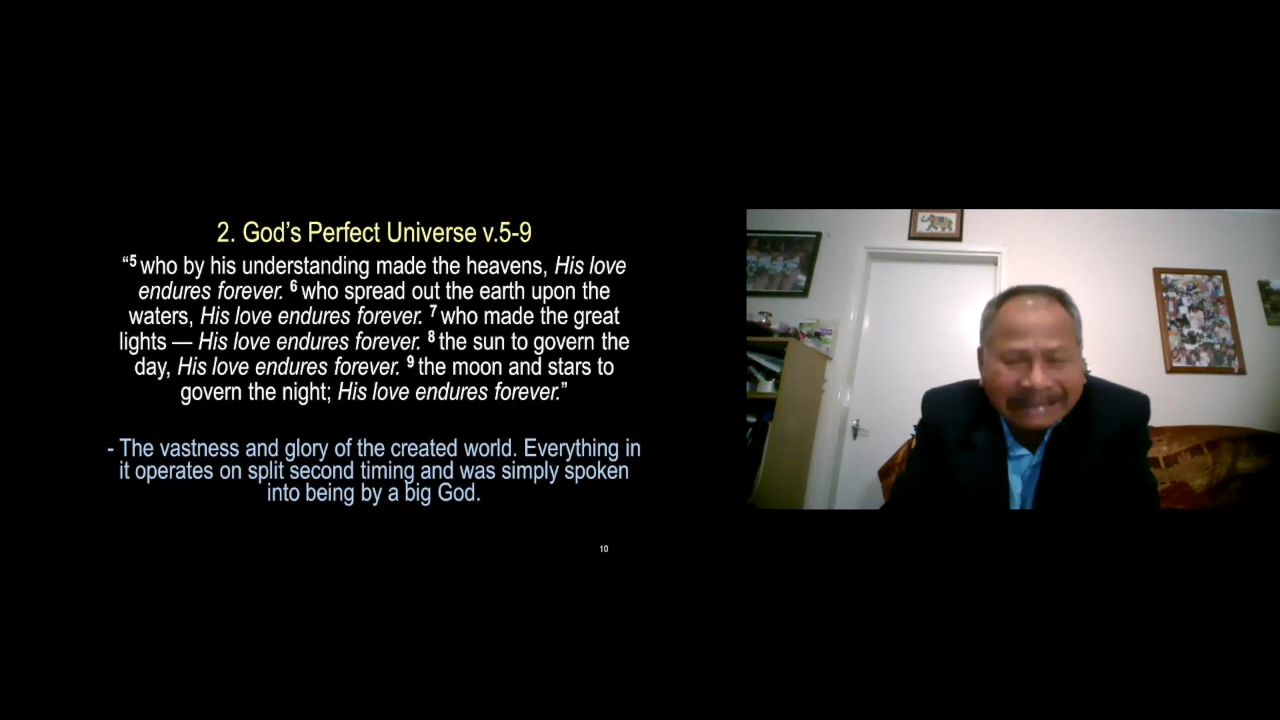 2. God's Perfect Universe v.5-9
“5 who by his understanding made the heavens, His love
endures forever. 6 who spread out the earth upon the
waters, His love endures forever. 7 who made the great
lights — His love endures forever. 8 the sun to govern the
day, His love endures forever. 9 the moon and stars to
govern the night; His love endures forever.”
- The vastness and glory of the created world. Everything in
it operates on split second timing and was simply spoken
into being by a big God.
10